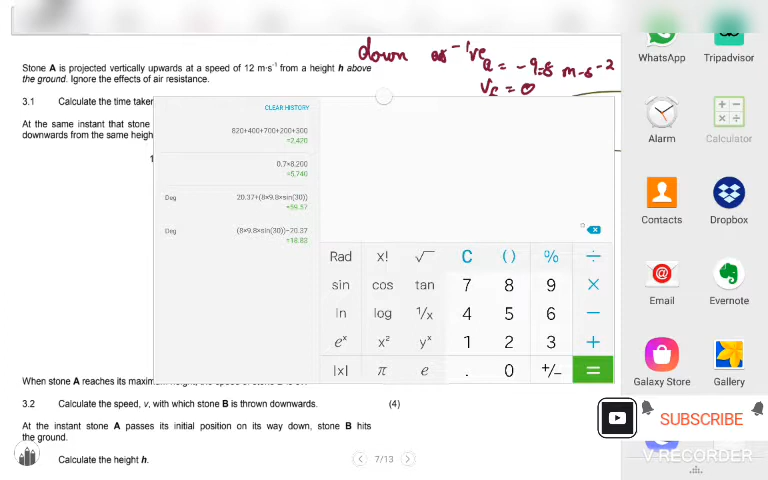 down as -'ve
a = -9.8 m·s-2
Vf = 0
Stone A is projected vertically upwards at a speed of 12 m·s-1 from a height h above
the ground. Ignore the effects of air resistance.
3.1 Calculate the time taken
At the same instant that stone
downwards from the same heigh
1
CLEAR HISTORY
820+400+700+200+300
=2,420
0.7×8,200
=5,740
Deg 20.37+(8×9.8×sin(30))
=59.57
Deg (8×9.8×sin(30))−20.37
=18.83
Rad x! √ C () % ÷
sin cos tan 7 8 9 ×
ln log 1/x 4 5 6 −
eˣ x² yˣ 1 2 3 +
|x| π e . 0 +/− =
When stone A reaches its maximum height, the speed of stone
3.2 Calculate the speed, v, with which stone B is thrown downwards. (4)
At the instant stone A passes its initial position on its way down, stone B hits
the ground.
Calculate the height h.
7/13
WhatsApp Tripadvisor
Alarm Calculator
Contacts Dropbox
Email Evernote
Galaxy Store Gallery
SUBSCRIBE
V RECORDER